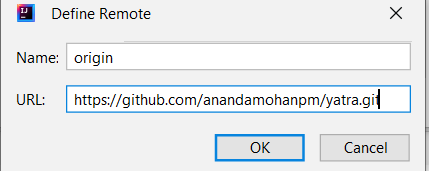 IJ Define Remote
Name: origin
URL: https://github.com/anandamohanpm/yatra.git
OK Cancel